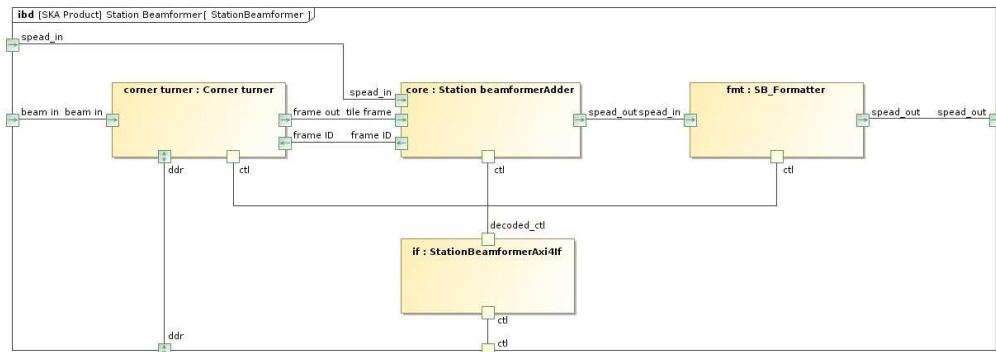 ibd [SKA Product] Station Beamformer[ StationBeamformer ]
spead_in
corner turner : Corner turner
spead_in
core : Station beamformerAdder
fmt : SB_Formatter
beam in beam in
frame out tile frame
spead_out spead_in
spead_out spead_out
frame ID frame ID
ddr
ctl
ctl
ctl
decoded_ctl
if : StationBeamformerAxi4If
ctl
ddr
ctl